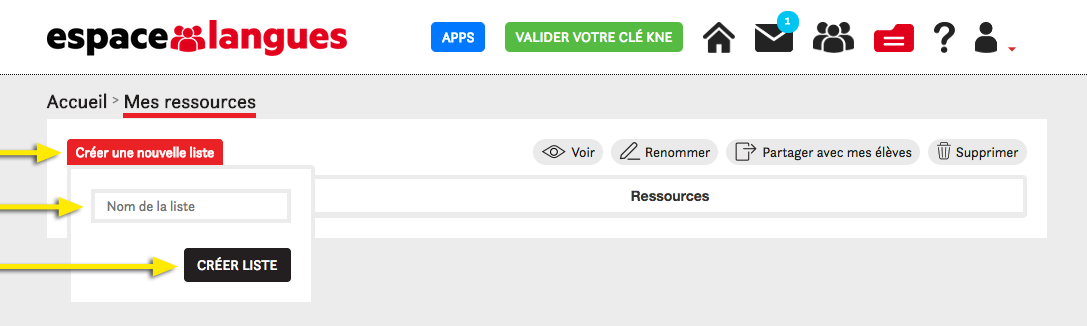 espace langues
APPS
VALIDER VOTRE CLÉ KNE
1
Accueil > Mes ressources
Créer une nouvelle liste
Voir
Renommer
Partager avec mes élèves
Supprimer
Ressources
Nom de la liste
CRÉER LISTE